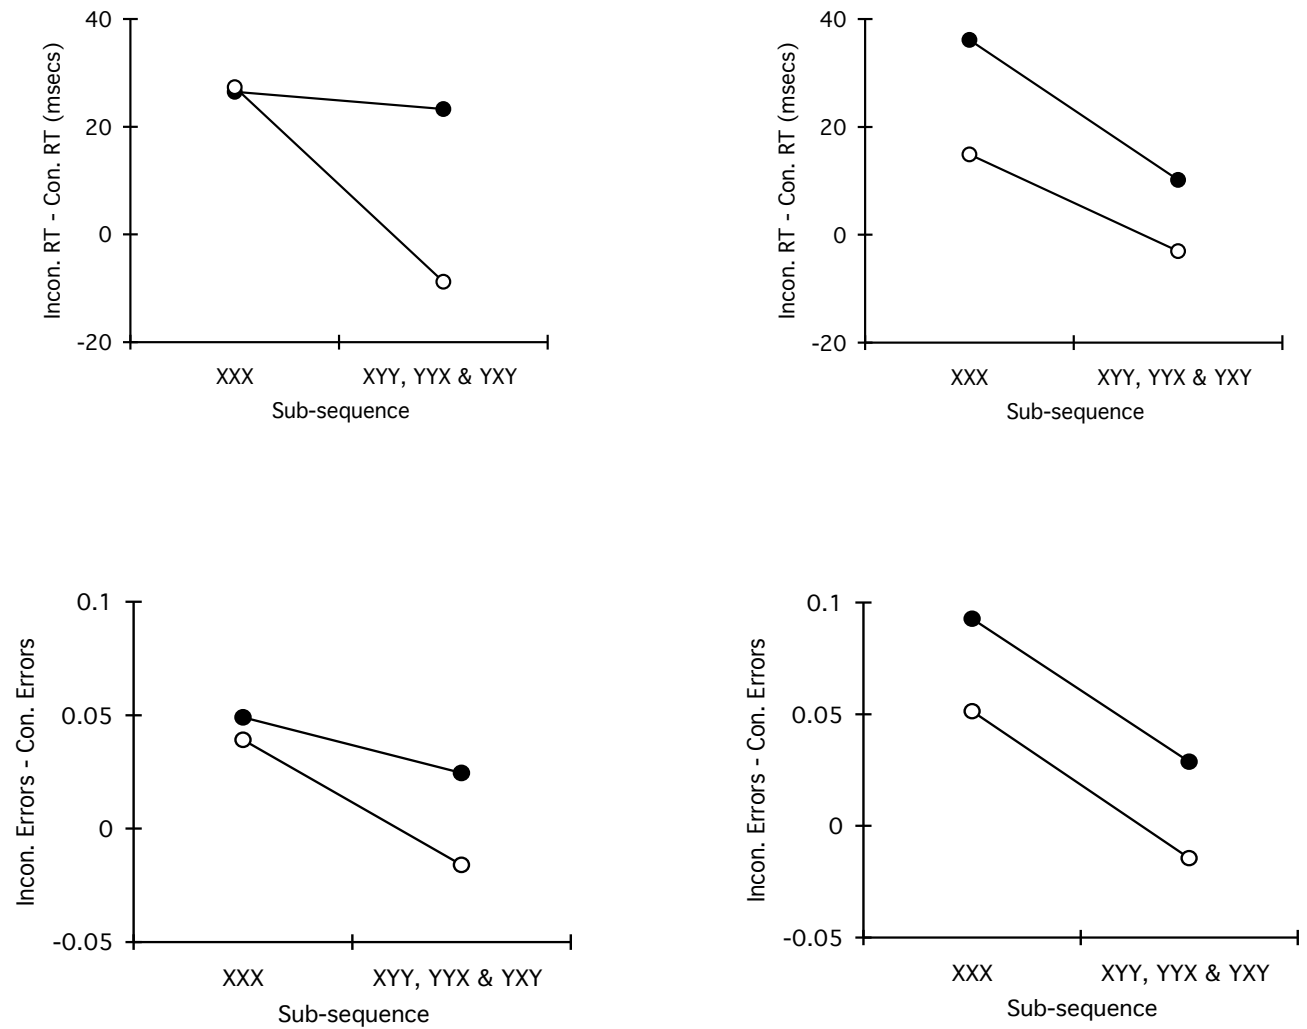 Incon. RT - Con. RT (msecs)
40
20
0
-20
XXX
XYY, YYX & YXY
Sub-sequence
Incon. RT - Con. RT (msecs)
40
20
0
-20
XXX
XYY, YYX & YXY
Sub-sequence
Incon. Errors - Con. Errors
0.1
0.05
0
-0.05
XXX
XYY, YYX & YXY
Sub-sequence
Incon. Errors - Con. Errors
0.1
0.05
0
-0.05
XXX
XYY, YYX & YXY
Sub-sequence